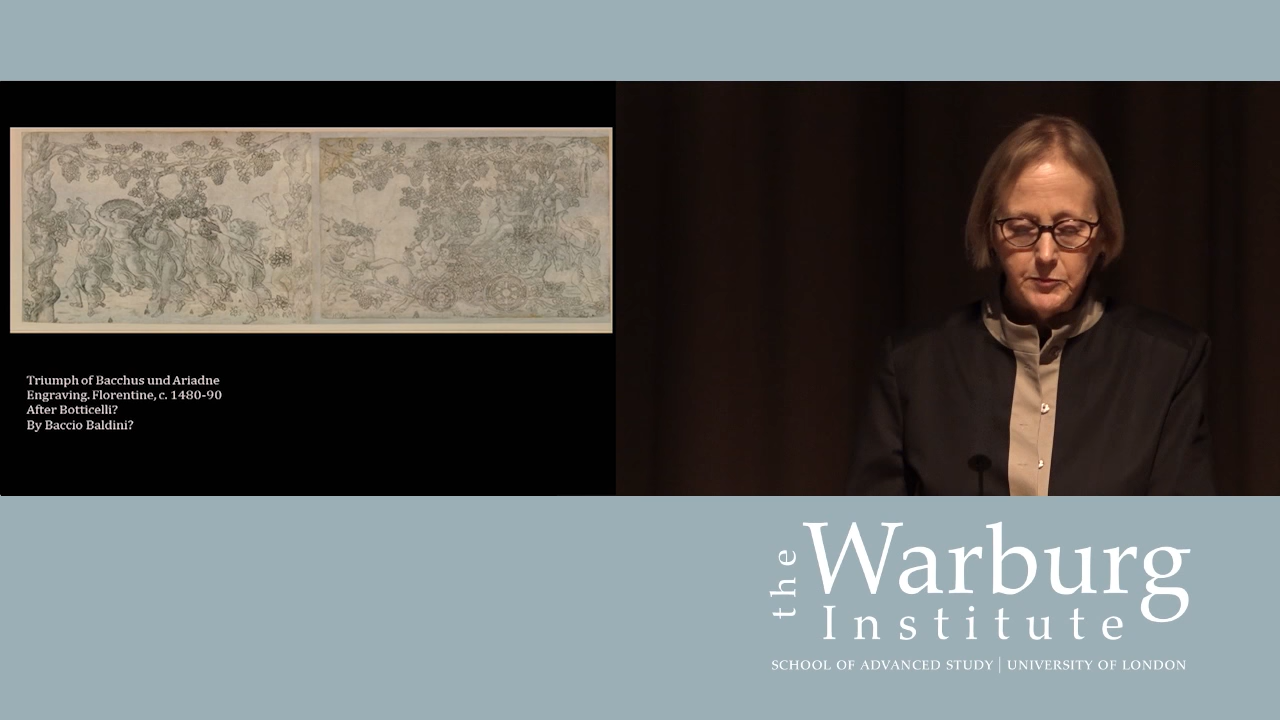 Triumph of Bacchus und Ariadne
Engraving. Florentine, c. 1480-90
After Botticelli?
By Baccio Baldini?
the Warburg
Institute
SCHOOL OF ADVANCED STUDY | UNIVERSITY OF LONDON